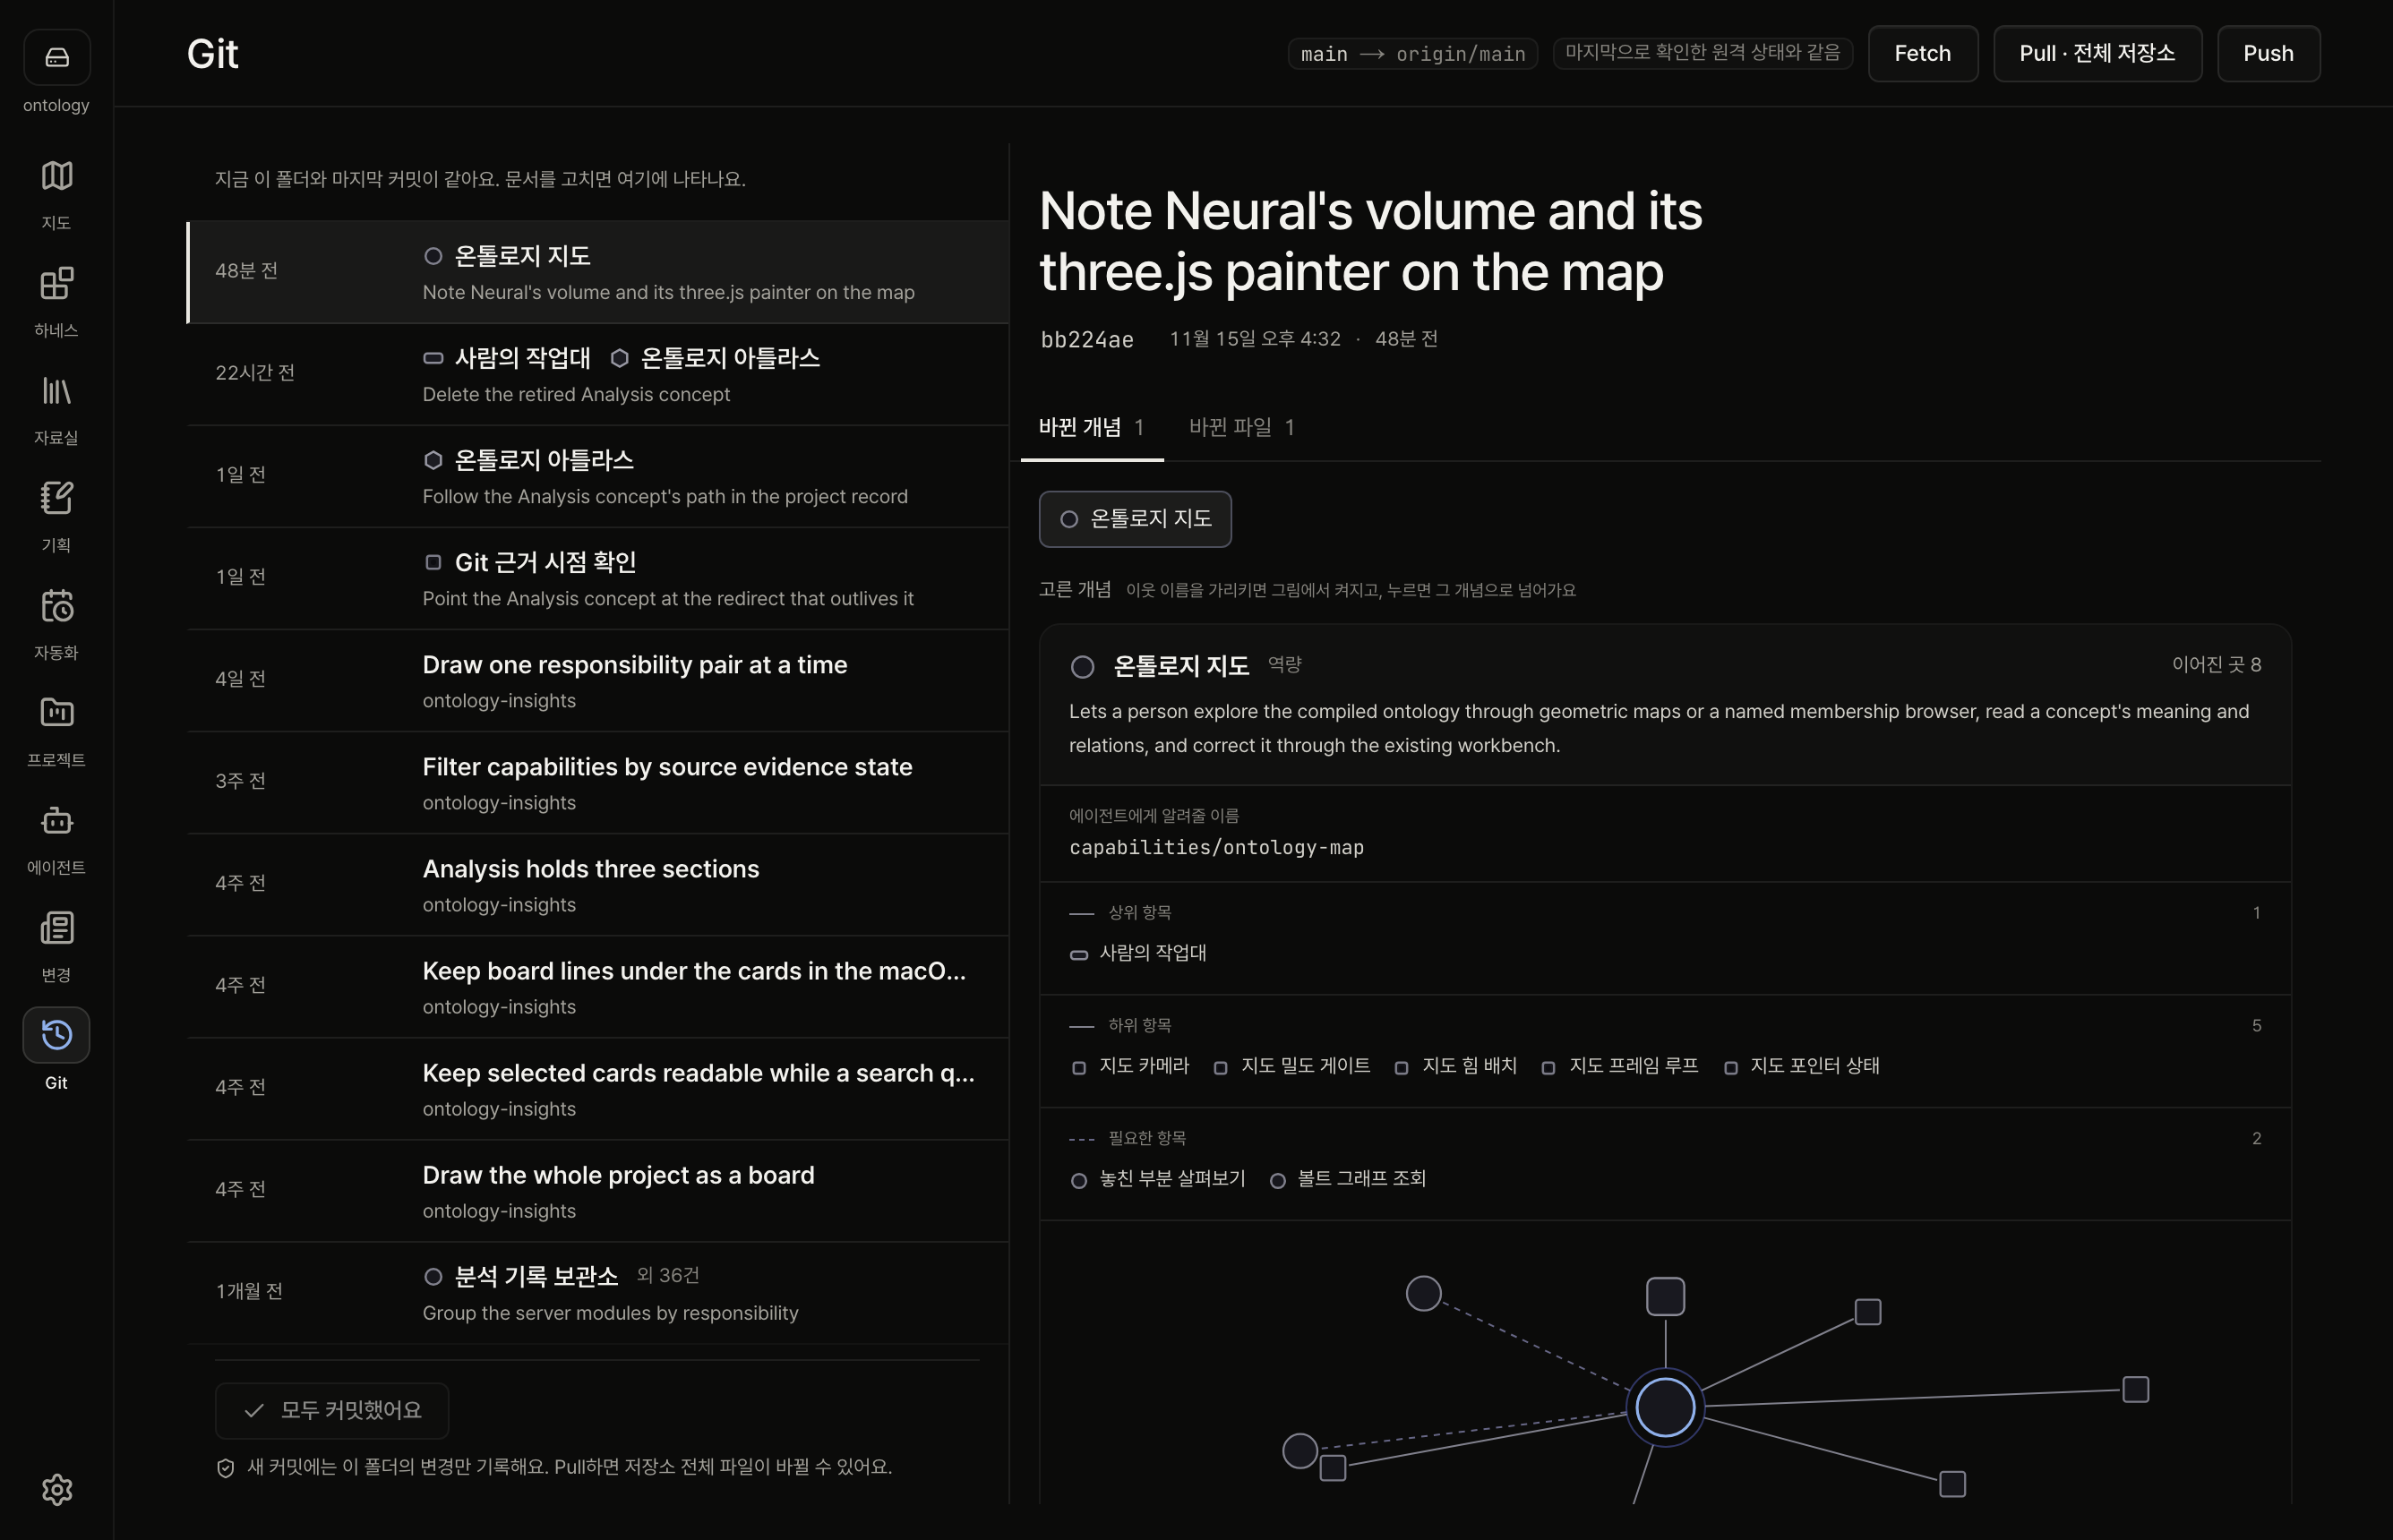 ontology
지도
하네스
자료실
기획
자동화
프로젝트
에이전트
변경
Git
Git
main → origin/main
마지막으로 확인한 원격 상태와 같음
Fetch
Pull · 전체 저장소
Push
지금 이 폴더와 마지막 커밋이 같아요. 문서를 고치면 여기에 나타나요.
48분 전
온톨로지 지도
Note Neural's volume and its three.js painter on the map
22시간 전
사람의 작업대 온톨로지 아틀라스
Delete the retired Analysis concept
1일 전
온톨로지 아틀라스
Follow the Analysis concept's path in the project record
1일 전
Git 근거 시점 확인
Point the Analysis concept at the redirect that outlives it
4일 전
Draw one responsibility pair at a time
ontology-insights
3주 전
Filter capabilities by source evidence state
ontology-insights
4주 전
Analysis holds three sections
ontology-insights
4주 전
Keep board lines under the cards in the macO...
ontology-insights
4주 전
Keep selected cards readable while a search q...
ontology-insights
4주 전
Draw the whole project as a board
ontology-insights
1개월 전
분석 기록 보관소 외 36건
Group the server modules by responsibility
모두 커밋했어요
새 커밋에는 이 폴더의 변경만 기록해요. Pull하면 저장소 전체 파일이 바뀔 수 있어요.
Note Neural's volume and its
three.js painter on the map
bb224ae 11월 15일 오후 4:32 · 48분 전
바뀐 개념 1 바뀐 파일 1
온톨로지 지도
고른 개념 이웃 이름을 가리키면 그림에서 켜지고, 누르면 그 개념으로 넘어가요
온톨로지 지도 역량 이어진 곳 8
Lets a person explore the compiled ontology through geometric maps or a named membership browser, read a concept's meaning and
relations, and correct it through the existing workbench.
에이전트에게 알려줄 이름
capabilities/ontology-map
상위 항목 1
사람의 작업대
하위 항목 5
지도 카메라 지도 밀도 게이트 지도 힘 배치 지도 프레임 루프 지도 포인터 상태
필요한 항목 2
놓친 부분 살펴보기 볼트 그래프 조회